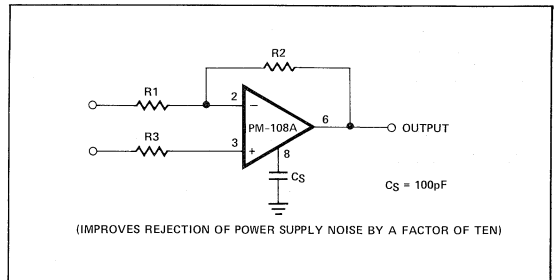 R2
R1
2
−
PM-108A
6
OUTPUT
R3
3
+
8
CS
CS = 100pF
(IMPROVES REJECTION OF POWER SUPPLY NOISE BY A FACTOR OF TEN)